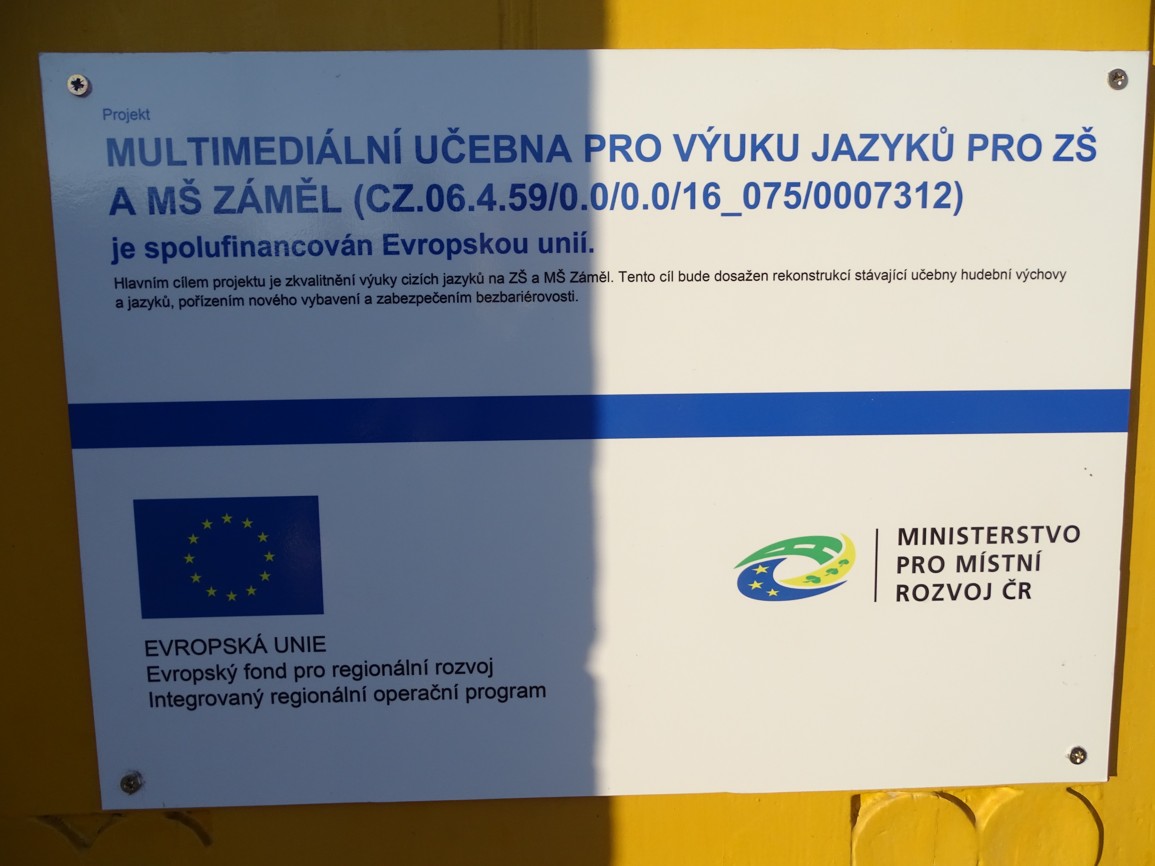 Projekt
MULTIMEDIÁLNÍ UČEBNA PRO VÝUKU JAZYKŮ PRO ZŠ
A MŠ ZÁMĚL (CZ.06.4.59/0.0/0.0/16_075/0007312)
je spolufinancován Evropskou unií.
Hlavním cílem projektu je zkvalitnění výuky cizích jazyků na ZŠ a MŠ Záměl. Tento cíl bude dosažen rekonstrukcí stávající učebny hudební výchovy
a jazyků, pořízením nového vybavení a zabezpečením bezbariérovosti.
EVROPSKÁ UNIE
Evropský fond pro regionální rozvoj
Integrovaný regionální operační program
MINISTERSTVO
PRO MÍSTNÍ
ROZVOJ ČR